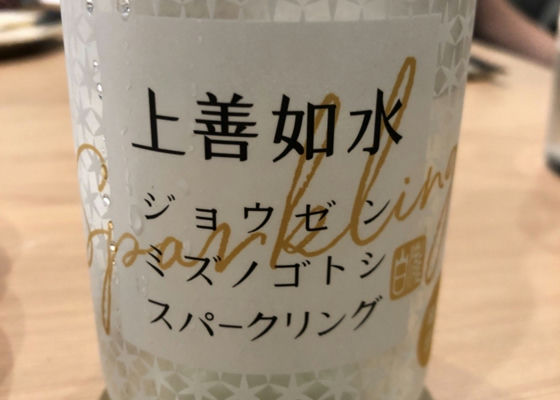 上善如水
Sparkling
ジョウゼン
ミズノゴトシ
スパークリング